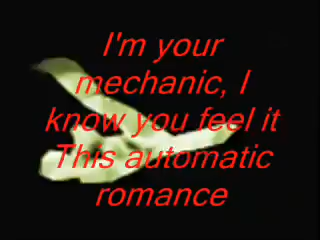 I'm your
mechanic, I
know you feel it
This automatic
romance